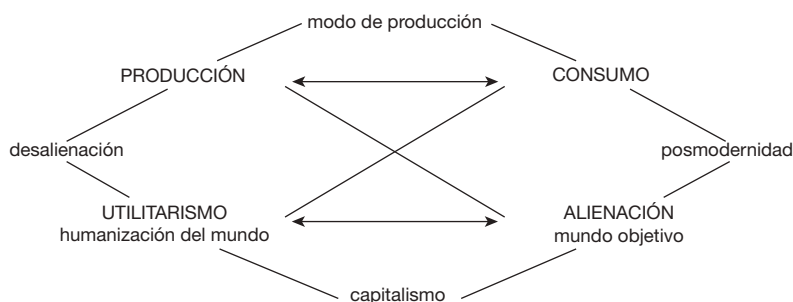 modo de producción
PRODUCCIÓN
CONSUMO
desalienación
posmodernidad
UTILITARISMO
humanización del mundo
ALIENACIÓN
mundo objetivo
capitalismo